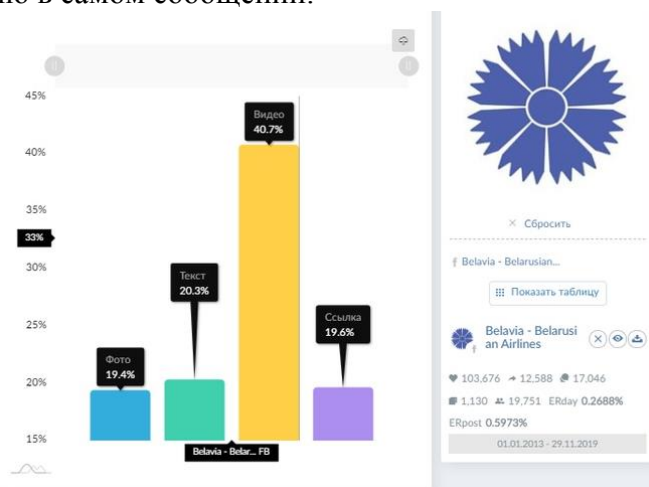 45%
40%
35%
33%
30%
25%
20%
15%
Видео
40.7%
Текст
20.3%
Ссылка
19.6%
Фото
19.4%
Belavia - Belar... FB
× Сбросить
Belavia - Belarusian...
Показать таблицу
Belavia - Belarusi
an Airlines
103,676 12,588 17,046
1,130 19,751 ERday 0.2688%
ERpost 0.5973%
01.01.2013 - 29.11.2019